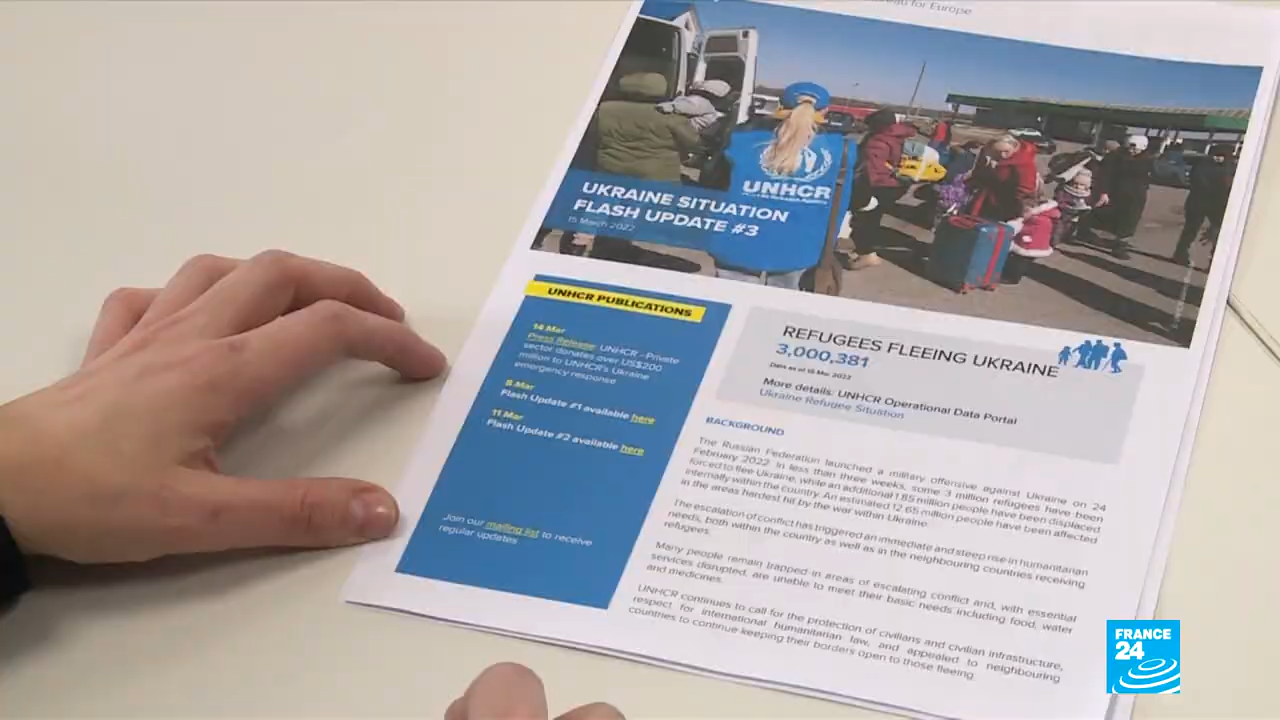 eau for Europe
UNHCR
UKRAINE SITUATION
FLASH UPDATE #3
15 March 2022
UNHCR PUBLICATIONS
14 Mar
Press Release: UNHCR - Private
sector donates over US$200
million to UNHCR's Ukraine
emergency response
8 Mar
Flash Update #1 available here
11 Mar
Flash Update #2 available here
Join our mailing list to receive
regular updates
REFUGEES FLEEING UKRAINE
3,000,381
Data as of 15 Mar 2022
More details: UNHCR Operational Data Portal
Ukraine Refugee Situation
BACKGROUND
The Russian Federation launched a military offensive against Ukraine on 24
February 2022. In less than three weeks, some 3 million refugees have been
forced to flee Ukraine, while an additional 1.85 million people have been displaced
internally within the country. An estimated 12.65 million people have been affected
in the areas hardest hit by the war within Ukraine.
The escalation of conflict has triggered an immediate and steep rise in humanitarian
needs, both within the country as well as in the neighbouring countries receiving
refugees.
Many people remain trapped in areas of escalating conflict and, with essential
services disrupted, are unable to meet their basic needs including food, water
and medicines.
UNHCR continues to call for the protection of civilians and civilian infrastructure,
respect for international humanitarian law, and appealed to neighbouring
countries to continue keeping their borders open to those fleeing.
FRANCE
24